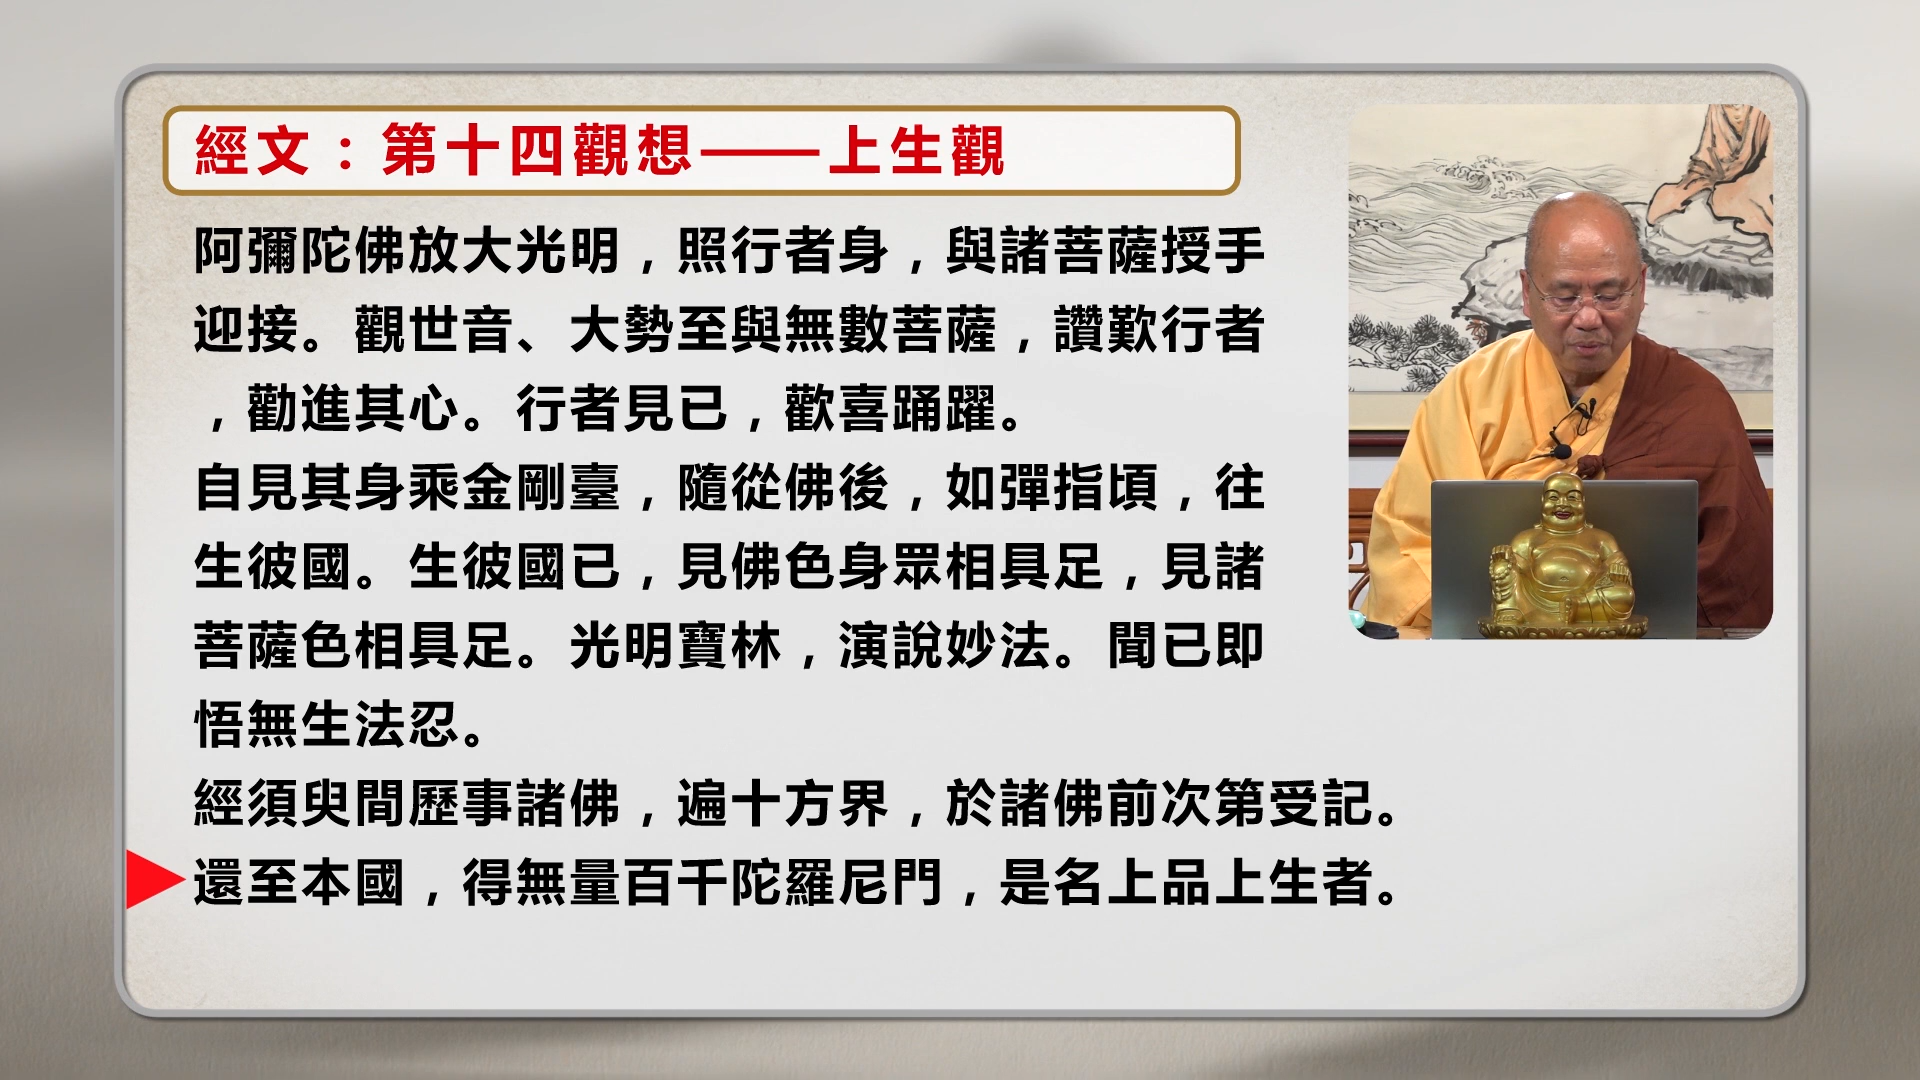 經文：第十四觀想——上生觀
阿彌陀佛放大光明，照行者身，與諸菩薩授手
迎接。觀世音、大勢至與無數菩薩，讚歎行者
，勸進其心。行者見已，歡喜踊躍。
自見其身乘金剛臺，隨從佛後，如彈指頃，往
生彼國。生彼國已，見佛色身眾相具足，見諸
菩薩色相具足。光明寶林，演說妙法。聞已即
悟無生法忍。
經須臾間歷事諸佛，遍十方界，於諸佛前次第受記。
還至本國，得無量百千陀羅尼門，是名上品上生者。